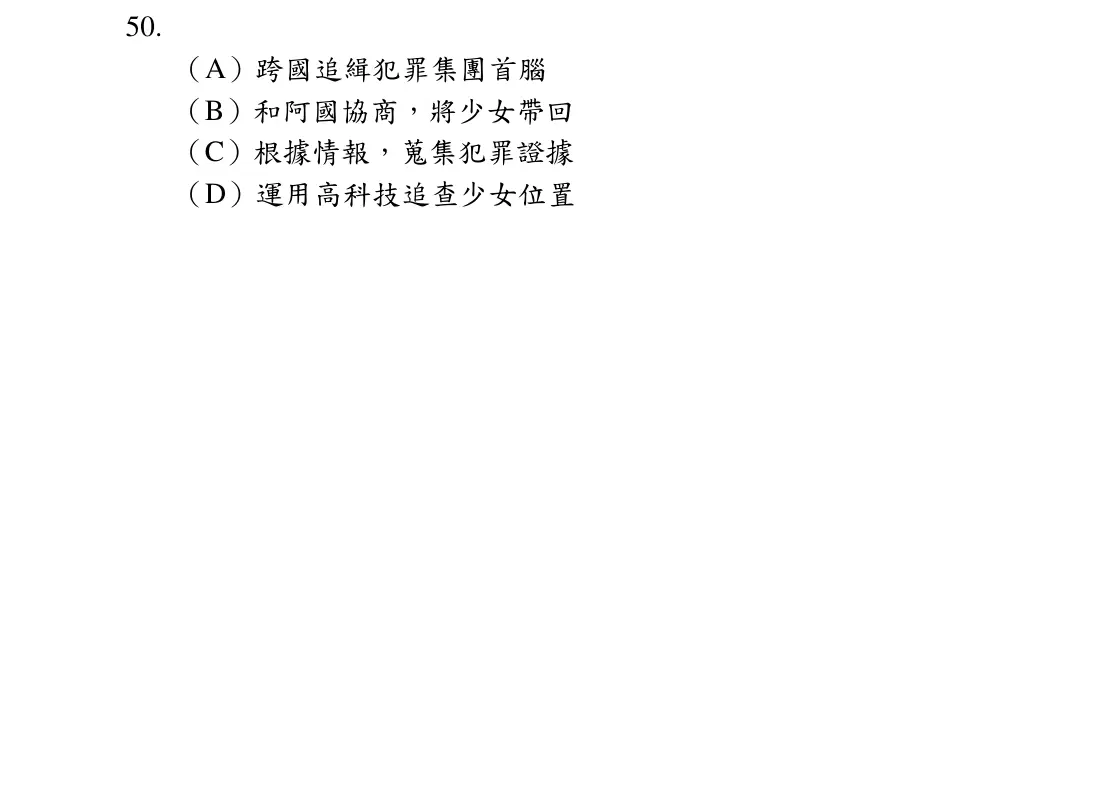 50.
（A）跨國追緝犯罪集團首腦
（B）和阿國協商，將少女帶回
（C）根據情報，蒐集犯罪證據
（D）運用高科技追查少女位置